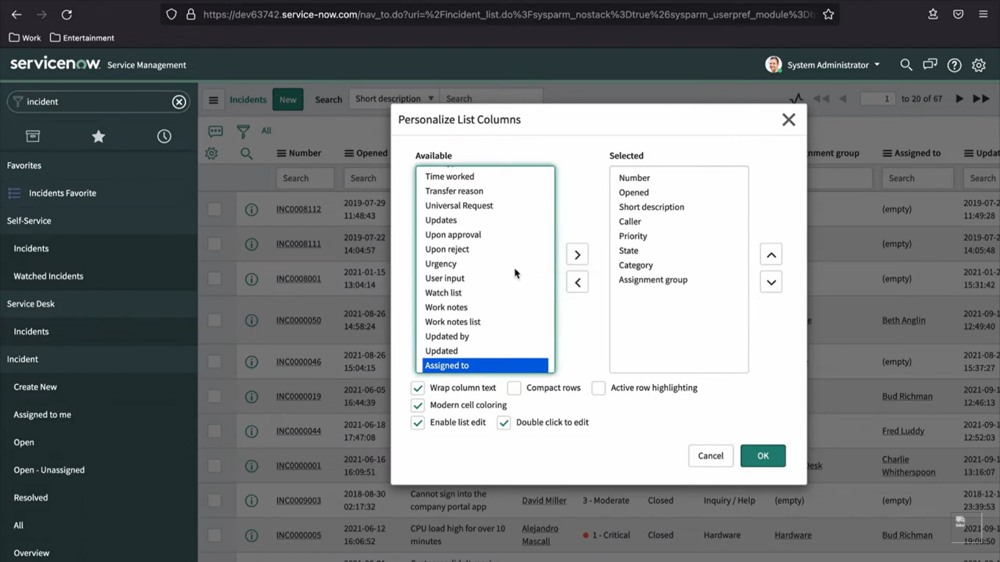 https://dev63742.service-now.com/nav_to.do?uri=%2Fincident_list.do%3Fsysparm_nostack%3Dtrue%26sysparm_userpref_module%3Db
Work
Entertainment
servicenow
Service Management
System Administrator
incident
Incidents
New
Search
Short description
Search
1
to 20 of 67
Favorites
Incidents Favorite
Self-Service
Incidents
Watched Incidents
Service Desk
Incidents
Incident
Create New
Assigned to me
Open
Open - Unassigned
Resolved
All
Overview
All
Number
Opened
nment group
Assigned to
Updat
Search
Search
Search
Search
INC0008112
2019-07-29
11:48:43
(empty)
2019-07-
11:49:28
INC0008111
2019-07-22
14:04:57
(empty)
2019-07-
14:05:48
INC0008001
2021-01-15
13:04:14
(empty)
2021-01-2
15:31:42
INC0000050
2021-08-26
14:58:24
e
Beth Anglin
2021-09-1
12:49:40
INC0000046
2021-08-26
15:04:15
e
(empty)
2021-09-
15:37:27
INC0000019
2021-06-05
16:44:39
Bud Richman
2021-09-
12:46:13
INC0000044
2021-06-18
17:47:08
Fred Luddy
2021-09-
12:52:03
INC0000001
2021-06-16
16:09:51
Desk
Charlie
Witherspoon
2021-09-1
13:16:07
INC0009003
2018-08-30
02:17:32
Cannot sign into the
company portal app
David Miller
3 - Moderate
Closed
Inquiry / Help
(empty)
(empty)
2018-12-1
23:39:53
INC0000005
2021-06-12
16:06:52
CPU load high for over 10
minutes
Alejandro
Mascall
1 - Critical
Closed
Hardware
Hardware
Bud Richman
2021-09-1
Personalize List Columns
Available
Time worked
Transfer reason
Universal Request
Updates
Upon approval
Upon reject
Urgency
User input
Watch list
Work notes
Work notes list
Updated by
Updated
Assigned to
Selected
Number
Opened
Short description
Caller
Priority
State
Category
Assignment group
Wrap column text
Compact rows
Active row highlighting
Modern cell coloring
Enable list edit
Double click to edit
Cancel
OK